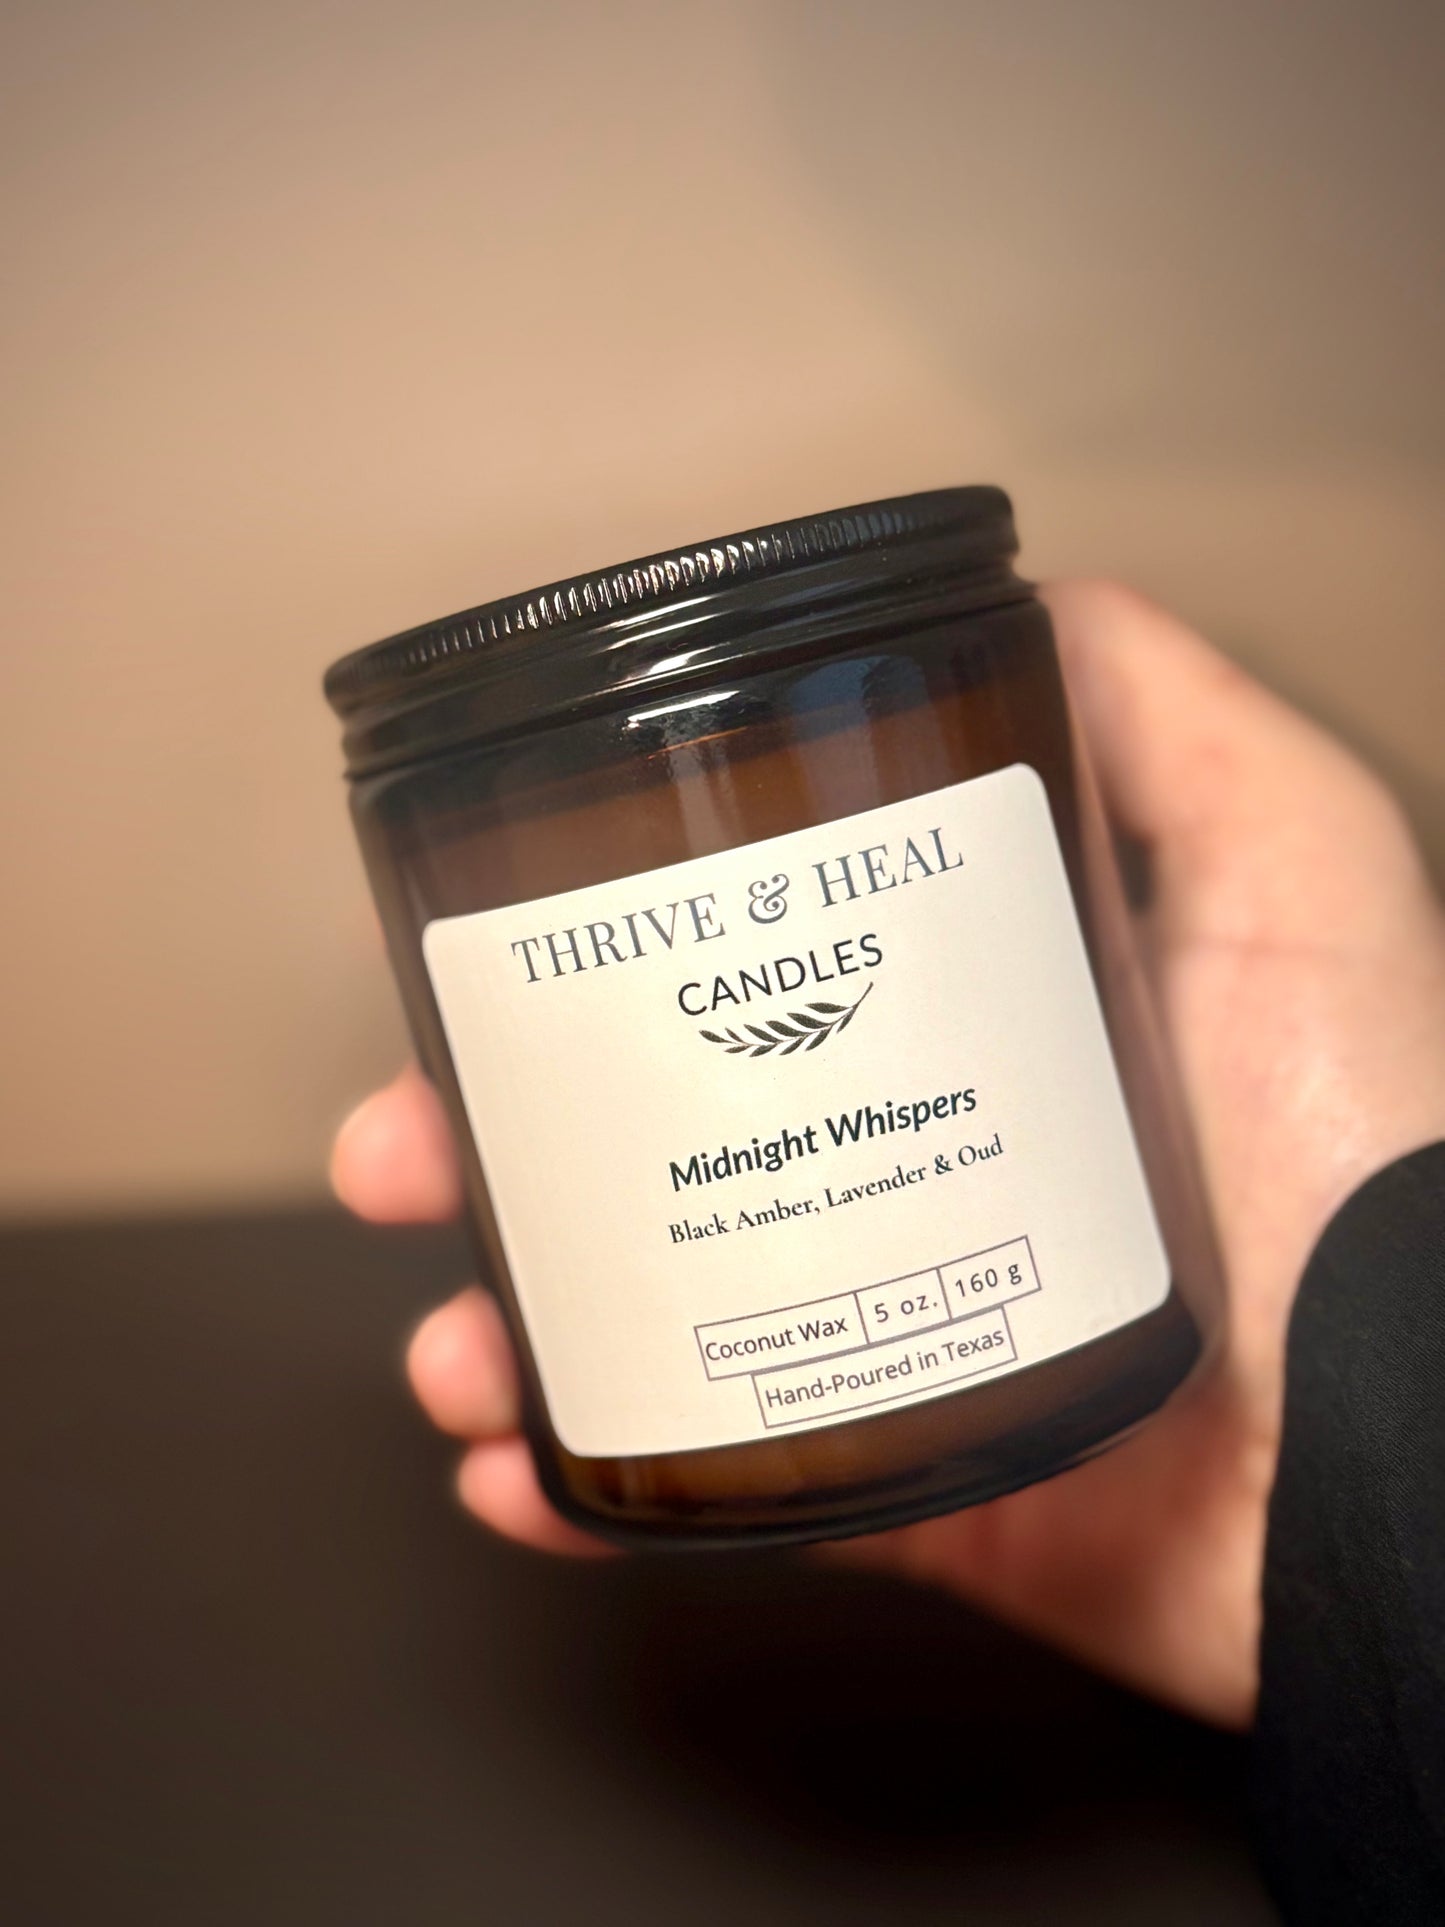 THRIVE & HEAL
CANDLES
Midnight Whispers
Black Amber, Lavender & Oud
Coconut Wax 5 oz. 160 g
Hand-Poured in Texas